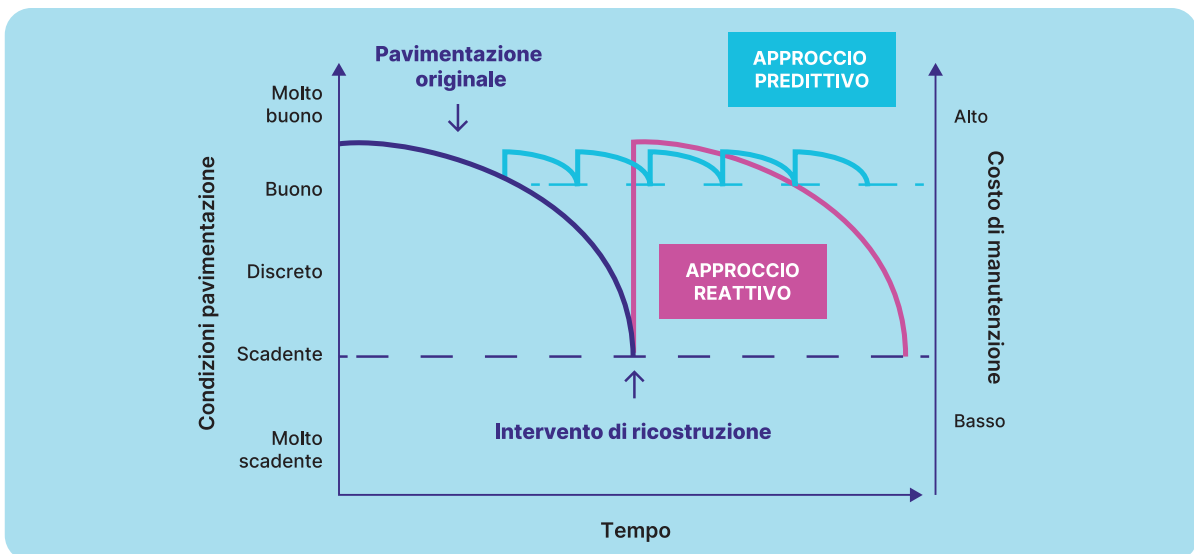 Pavimentazione
originale
APPROCCIO
PREDITTIVO
Molto
buono
Buono
Discreto
Scadente
Molto
scadente
Condizioni pavimentazione
APPROCCIO
REATTIVO
Intervento di ricostruzione
Alto
Basso
Costo di manutenzione
Tempo